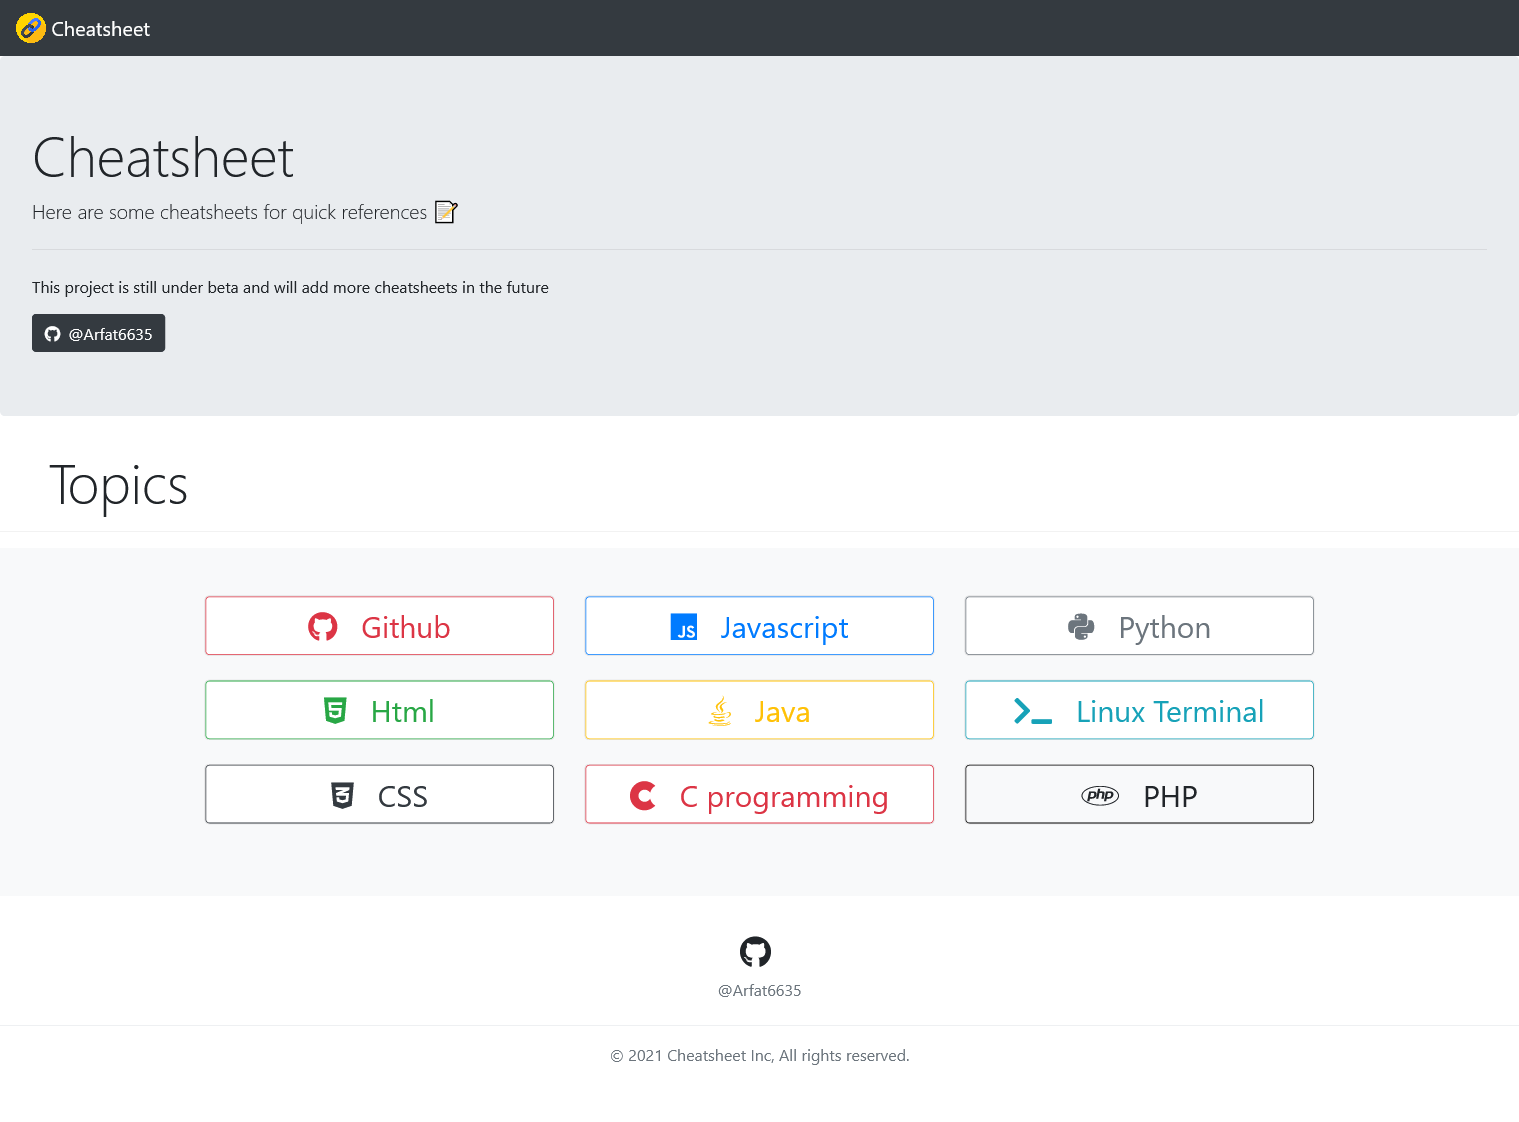 Cheatsheet
Cheatsheet
Here are some cheatsheets for quick references
This project is still under beta and will add more cheatsheets in the future
@Arfat6635
Topics
Github
JS Javascript
Python
Html
Java
Linux Terminal
CSS
C programming
php PHP
@Arfat6635
© 2021 Cheatsheet Inc, All rights reserved.